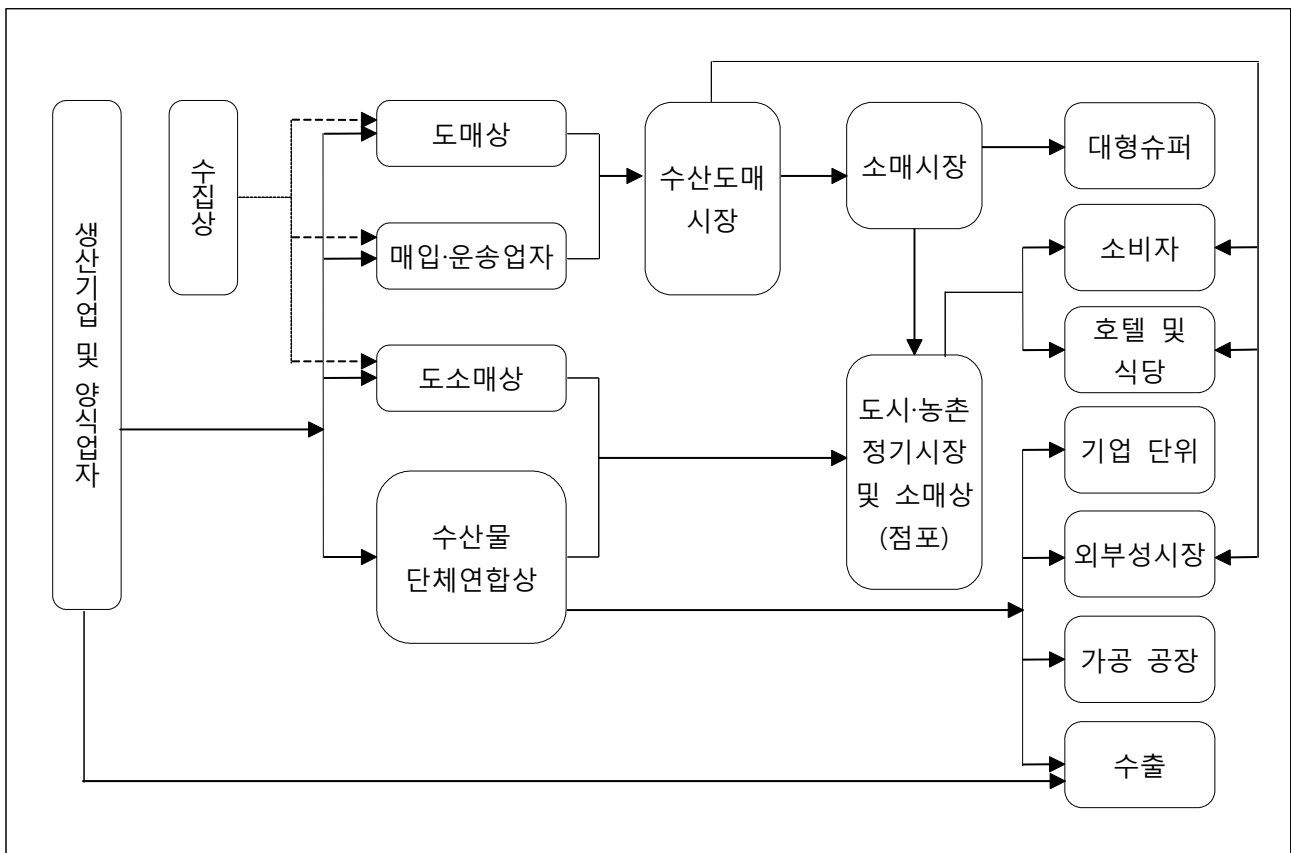 생산기업 및 양식업자
수집상
도매상
매입·운송업자
도소매상
수산물
단체연합상
수산도매
시장
소매시장
도시·농촌
정기시장
및 소매상
(점포)
대형슈퍼
소비자
호텔 및
식당
기업 단위
외부성시장
가공 공장
수출